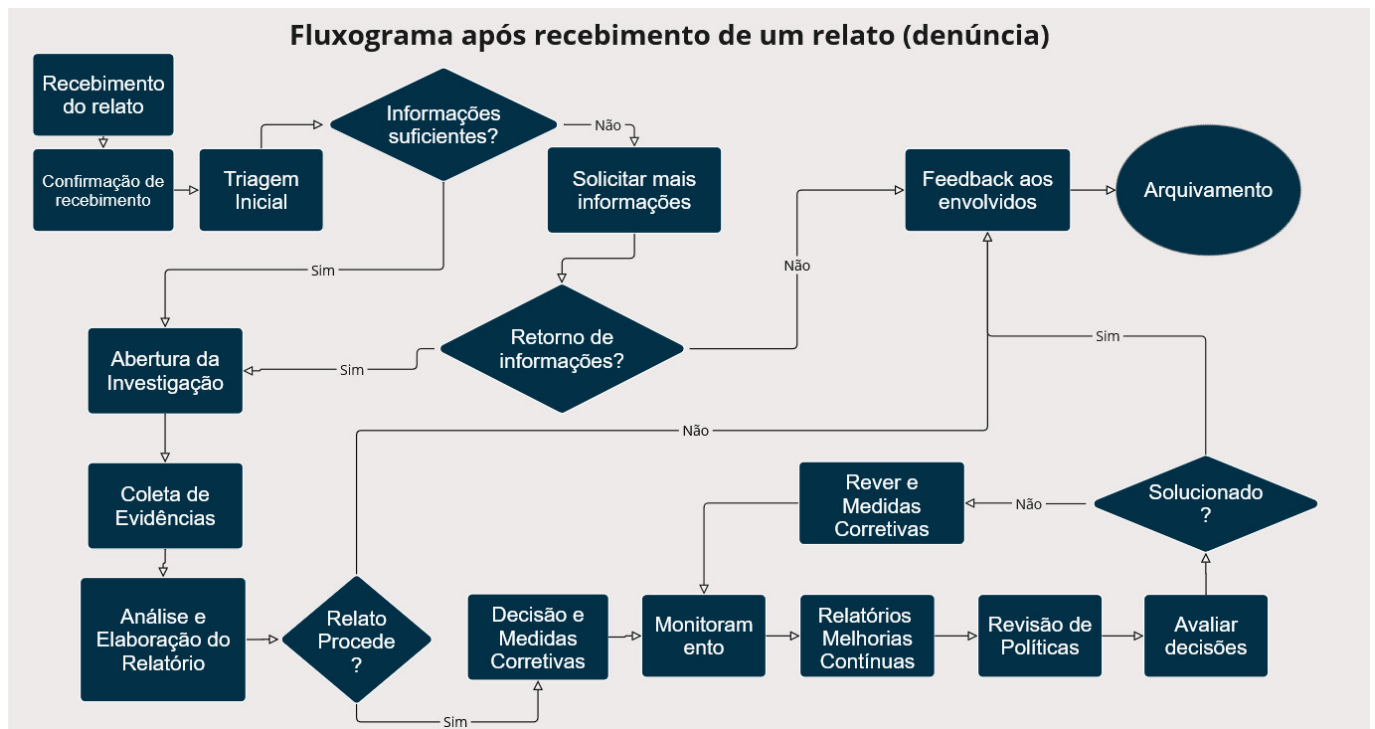 Fluxograma após recebimento de um relato (denúncia)
Recebimento
do relato
Confirmação de
recebimento
Triagem
Inicial
Informações
suficientes?
Não
Solicitar mais
informações
Sim
Retorno de
informações?
Sim
Não
Feedback aos
envolvidos
Arquivamento
Abertura da
Investigação
Coleta de
Evidências
Análise e
Elaboração do
Relatório
Relato
Procede
?
Não
Sim
Decisão e
Medidas
Corretivas
Monitoram
ento
Relatórios
Melhorias
Contínuas
Revisão de
Políticas
Avaliar
decisões
Solucionado
?
Não
Rever e
Medidas
Corretivas
Sim